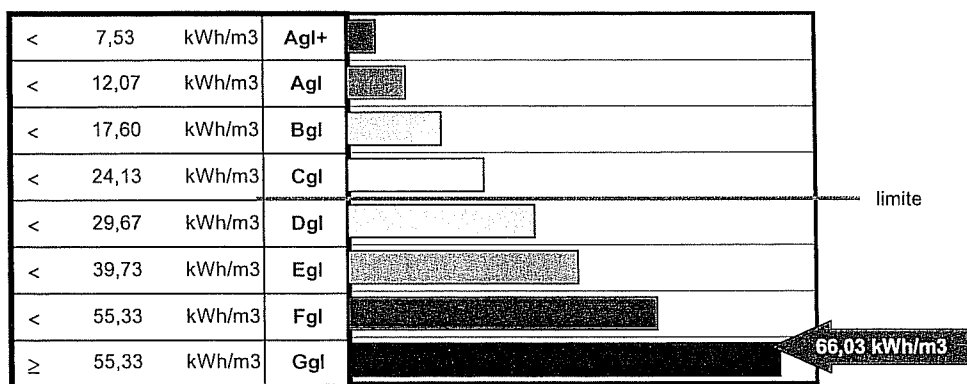 < 7,53 kWh/m3 Agl+
< 12,07 kWh/m3 Agl
< 17,60 kWh/m3 Bgl
< 24,13 kWh/m3 Cgl
limite
< 29,67 kWh/m3 Dgl
< 39,73 kWh/m3 Egl
< 55,33 kWh/m3 Fgl
≥ 55,33 kWh/m3 Ggl
66,03 kWh/m3